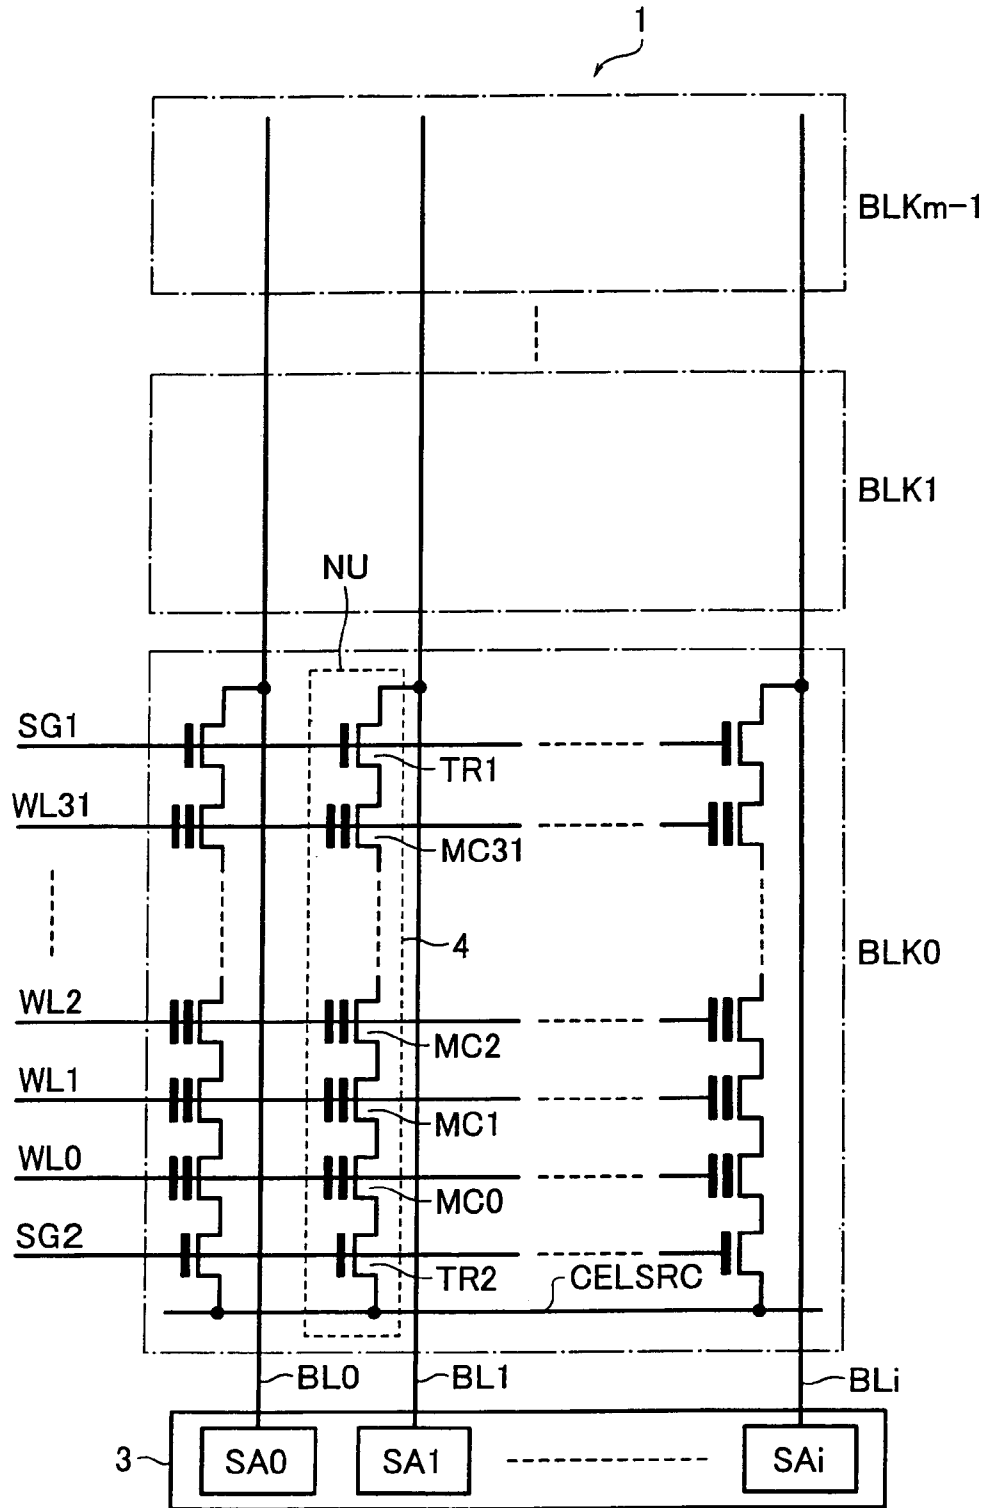 1
BLKm-1
BLK1
NU
SG1
TR1
WL31
MC31
4
BLK0
WL2
MC2
WL1
MC1
WL0
MC0
SG2
TR2
CELSRC
BL0
BL1
BLi
3
SA0
SA1
SAi